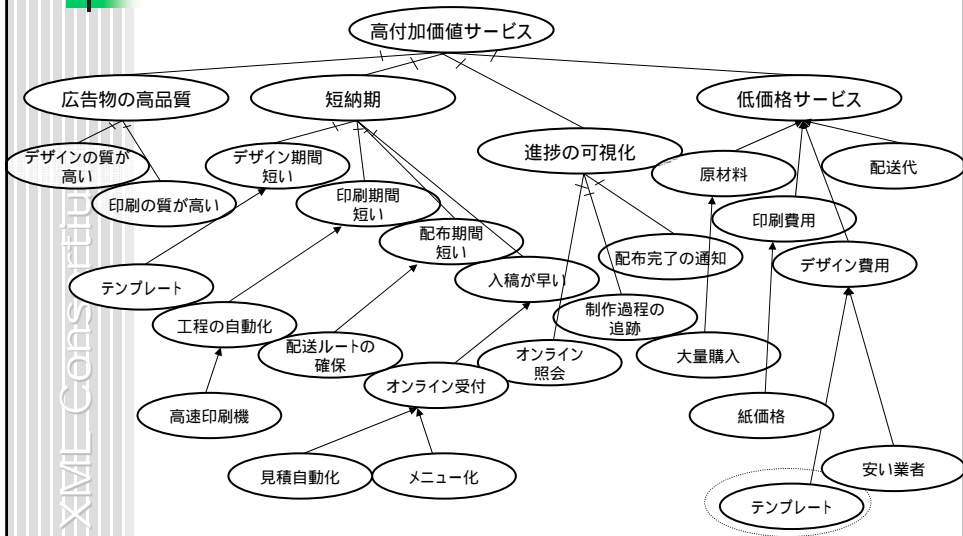 高付加価値サービス
広告物の高品質
短納期
低価格サービス
進捗の可視化
デザインの質が
高い
印刷の質が高い
デザイン期間
短い
印刷期間
短い
配布期間
短い
入稿が早い
原材料
配送代
印刷費用
デザイン費用
配布完了の通知
制作過程の
追跡
オンライン
照会
テンプレート
工程の自動化
配送ルートの
確保
オンライン受付
大量購入
高速印刷機
紙価格
見積自動化
メニュー化
安い業者
テンプレート
XML Consortium